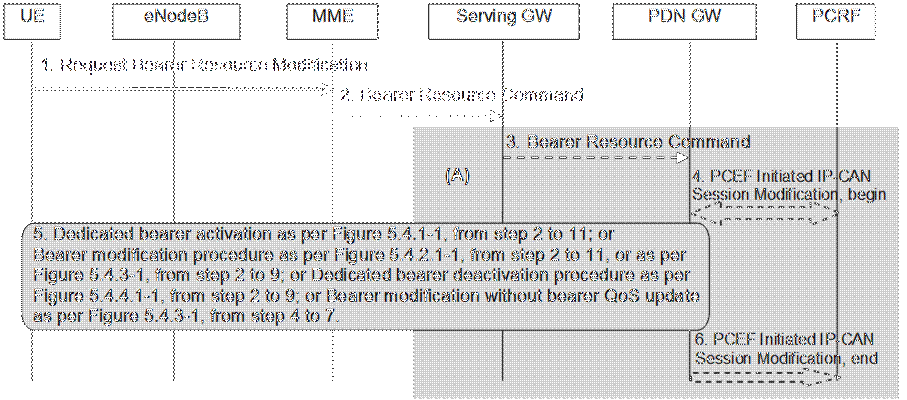 UE eNodeB MME Serving GW PDN GW PCRF
1. Request Bearer Resource Modification
2. Bearer Resource Command
3. Bearer Resource Command
(A)
4. PCEF Initiated IP-CAN
Session Modification, begin
5. Dedicated bearer activation as per Figure 5.4.1-1, from step 2 to 11; or
Bearer modification procedure as per Figure 5.4.2.1-1, from step 2 to 11, or as per
Figure 5.4.3-1, from step 2 to 9; or Dedicated bearer deactivation procedure as per
Figure 5.4.4.1-1, from step 2 to 9; or Bearer modification without bearer QoS update
as per Figure 5.4.3-1, from step 4 to 7.
6. PCEF Initiated IP-CAN
Session Modification, end